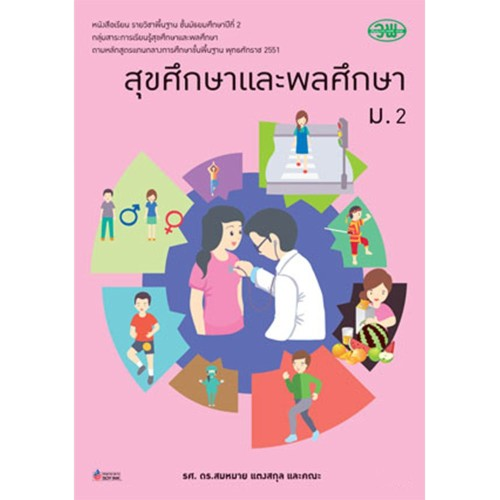 หนังสือเรียน รายวิชาพื้นฐาน ชั้นมัธยมศึกษาปีที่ 2
กลุ่มสาระการเรียนรู้สุขศึกษาและพลศึกษา
ตามหลักสูตรแกนกลางการศึกษาขั้นพื้นฐาน พุทธศักราช 2551
วพ
สุขศึกษาและพลศึกษา
ม. 2
รศ. ดร.สมหมาย แตงสกุล และคณะ
SOY INK